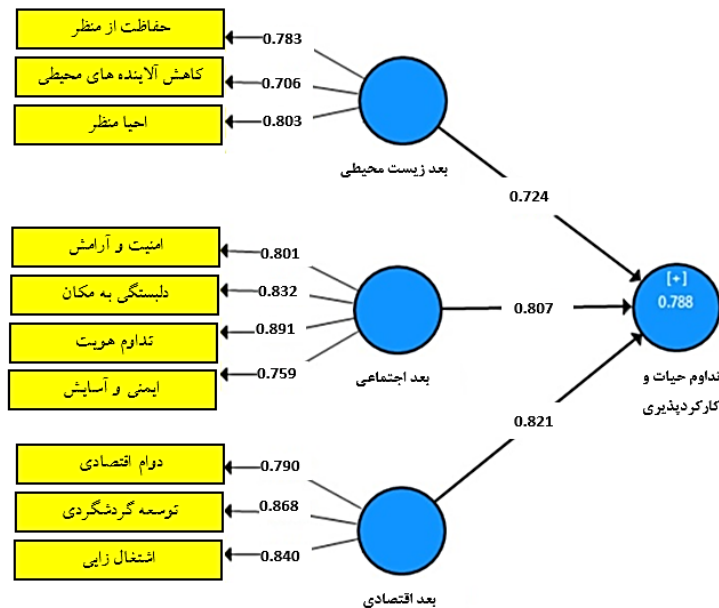 حفاظت از منظر
0.783
کاهش آلاینده های محیطی
0.706
احیا منظر
0.803
بعد زیست محیطی
0.724
امنیت و آرامش
0.801
دلبستگی به مکان
0.832
تداوم هویت
0.891
ایمنی و آسایش
0.759
بعد اجتماعی
0.807
[+]
0.788
تداوم حیات و
کارکردپذیری
0.821
دوام اقتصادی
0.790
توسعه گردشگردی
0.868
اشتغال زایی
0.840
بعد اقتصادی